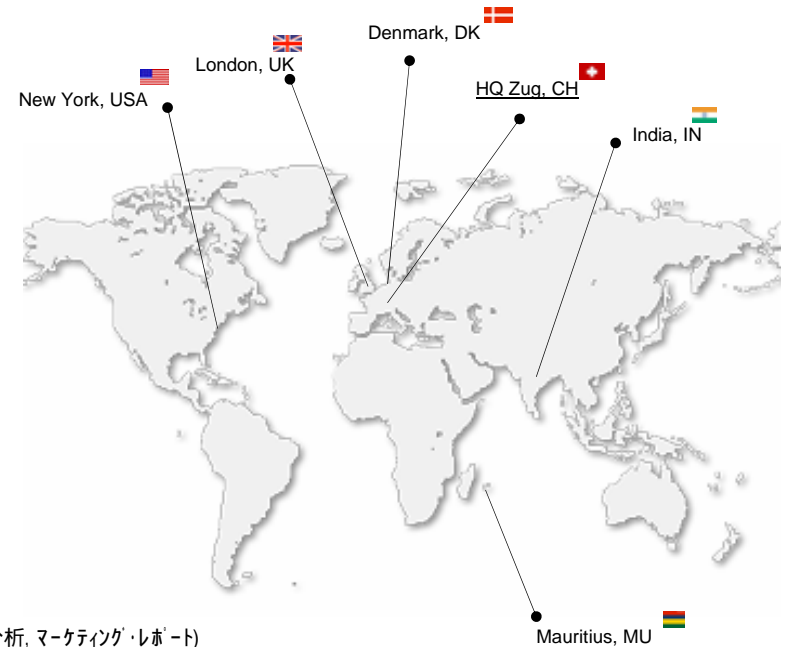 Denmark, DK
London, UK
HQ Zug, CH
New York, USA
India, IN
析, ﾏｰｹﾃｨﾝｸﾞ･ﾚﾎﾟｰﾄ)
Mauritius, MU